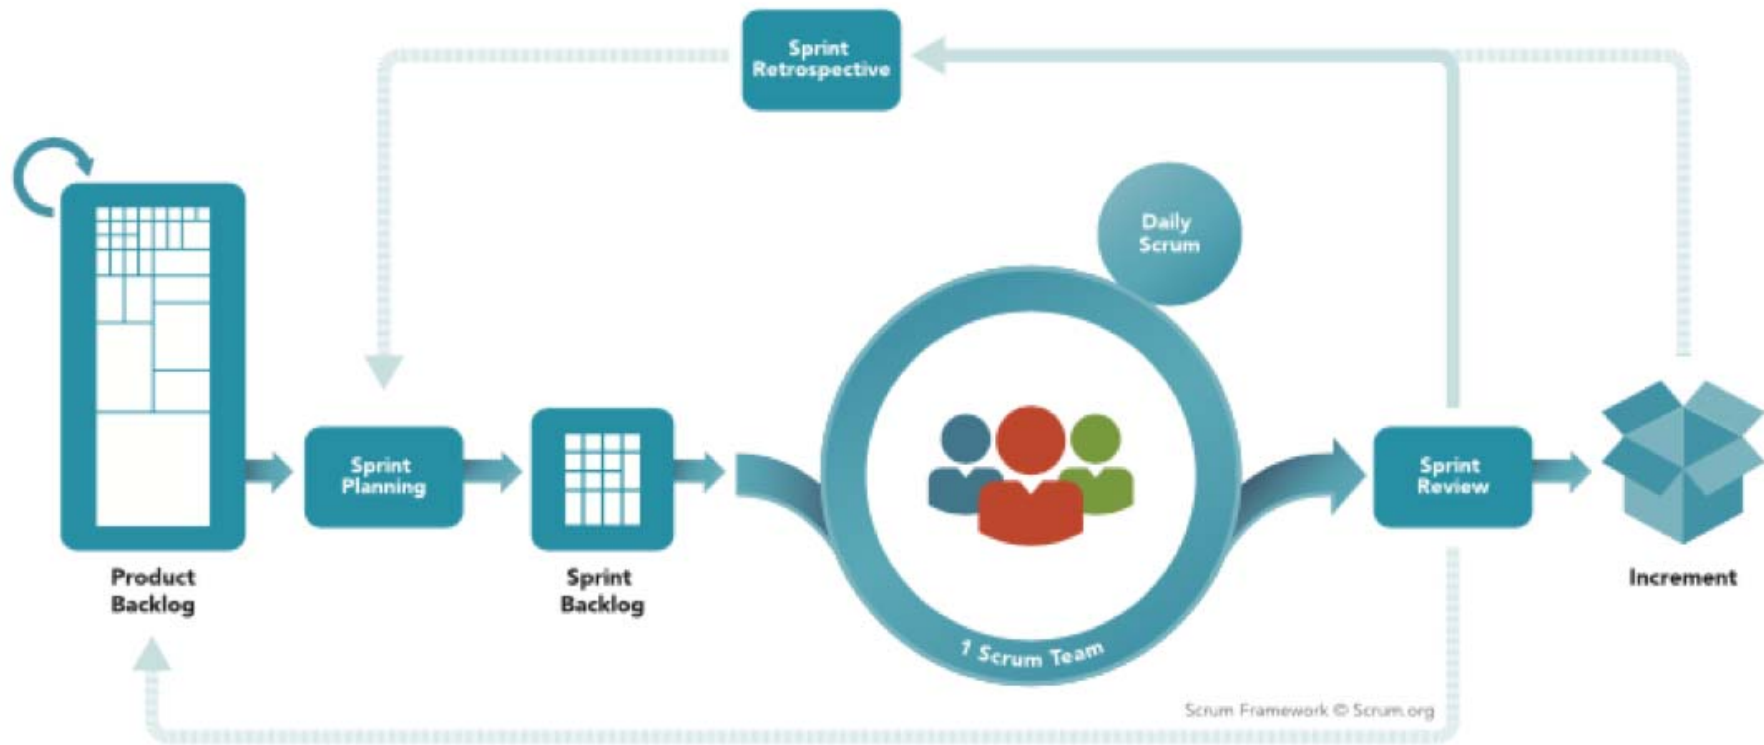 Sprint
Retrospective
Daily
Scrum
Sprint
Planning
Sprint
Review
Product
Backlog
Sprint
Backlog
1 Scrum Team
Increment
Scrum Framework © Scrum.org